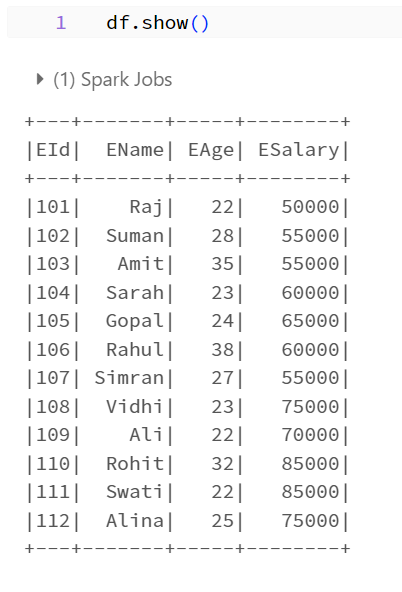 1 df.show()
(1) Spark Jobs
+---+-------+-----+--------+
|EId|  EName| EAge| ESalary|
+---+-------+-----+--------+
|101|    Raj|   22|   50000|
|102|  Suman|   28|   55000|
|103|   Amit|   35|   55000|
|104|  Sarah|   23|   60000|
|105|  Gopal|   24|   65000|
|106|  Rahul|   38|   60000|
|107| Simran|   27|   55000|
|108|  Vidhi|   23|   75000|
|109|    Ali|   22|   70000|
|110|  Rohit|   32|   85000|
|111|  Swati|   22|   85000|
|112|  Alina|   25|   75000|
+---+-------+-----+--------+